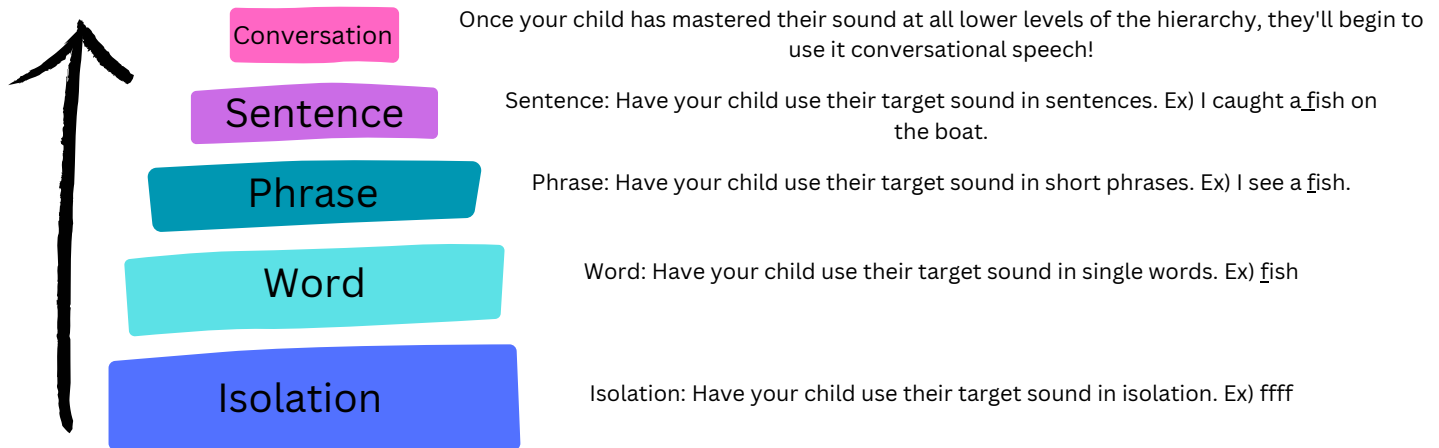 Conversation
Once your child has mastered their sound at all lower levels of the hierarchy, they'll begin to
use it conversational speech!
Sentence
Sentence: Have your child use their target sound in sentences. Ex) I caught a fish on
the boat.
Phrase
Phrase: Have your child use their target sound in short phrases. Ex) I see a fish.
Word
Word: Have your child use their target sound in single words. Ex) fish
Isolation
Isolation: Have your child use their target sound in isolation. Ex) ffff